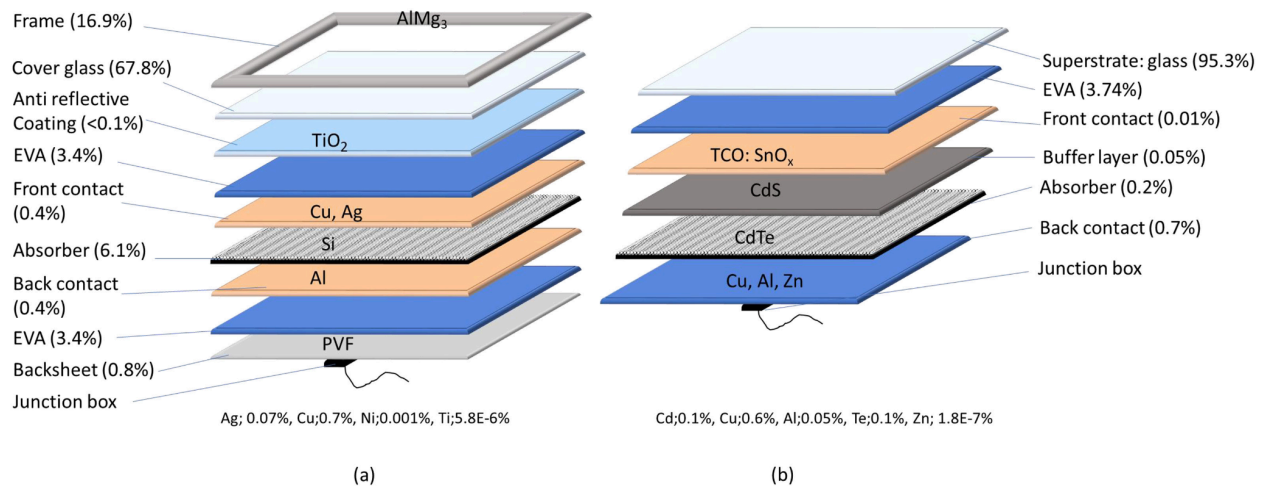 Frame (16.9%)
AlMg3
Cover glass (67.8%)
Anti reflective
Coating (<0.1%)
TiO2
EVA (3.4%)
Front contact
(0.4%)
Cu, Ag
Absorber (6.1%)
Si
Back contact
(0.4%)
Al
EVA (3.4%)
PVF
Backsheet (0.8%)
Junction box
Ag; 0.07%, Cu;0.7%, Ni;0.001%, Ti;5.8E-6%
(a)
Superstrate: glass (95.3%)
EVA (3.74%)
Front contact (0.01%)
TCO: SnOx
Buffer layer (0.05%)
CdS
Absorber (0.2%)
CdTe
Back contact (0.7%)
Cu, Al, Zn
Junction box
Cd;0.1%, Cu;0.6%, Al;0.05%, Te;0.1%, Zn; 1.8E-7%
(b)